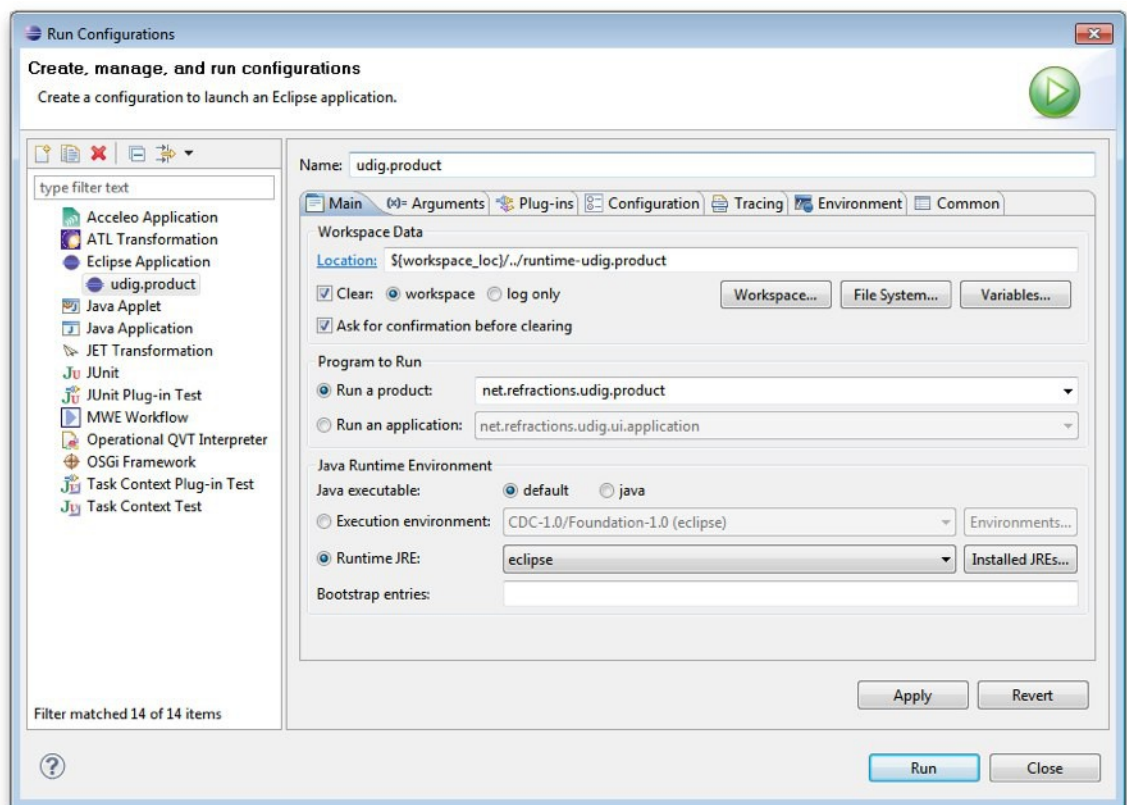 Run Configurations
Create, manage, and run configurations
Create a configuration to launch an Eclipse application.
type filter text
Acceleo Application
ATL Transformation
Eclipse Application
udig.product
Java Applet
Java Application
JET Transformation
JUnit
JUnit Plug-in Test
MWE Workflow
Operational QVT Interpreter
OSGi Framework
Task Context Plug-in Test
Task Context Test
Filter matched 14 of 14 items
Name: udig.product
Main (x)= Arguments Plug-ins Configuration Tracing Environment Common
Workspace Data
Location: ${workspace_loc}/../runtime-udig.product
Clear: workspace log only Workspace... File System... Variables...
Ask for confirmation before clearing
Program to Run
Run a product: net.refractions.udig.product
Run an application: net.refractions.udig.ui.application
Java Runtime Environment
Java executable: default java
Execution environment: CDC-1.0/Foundation-1.0 (eclipse) Environments...
Runtime JRE: eclipse Installed JREs...
Bootstrap entries:
Apply Revert
? Run Close